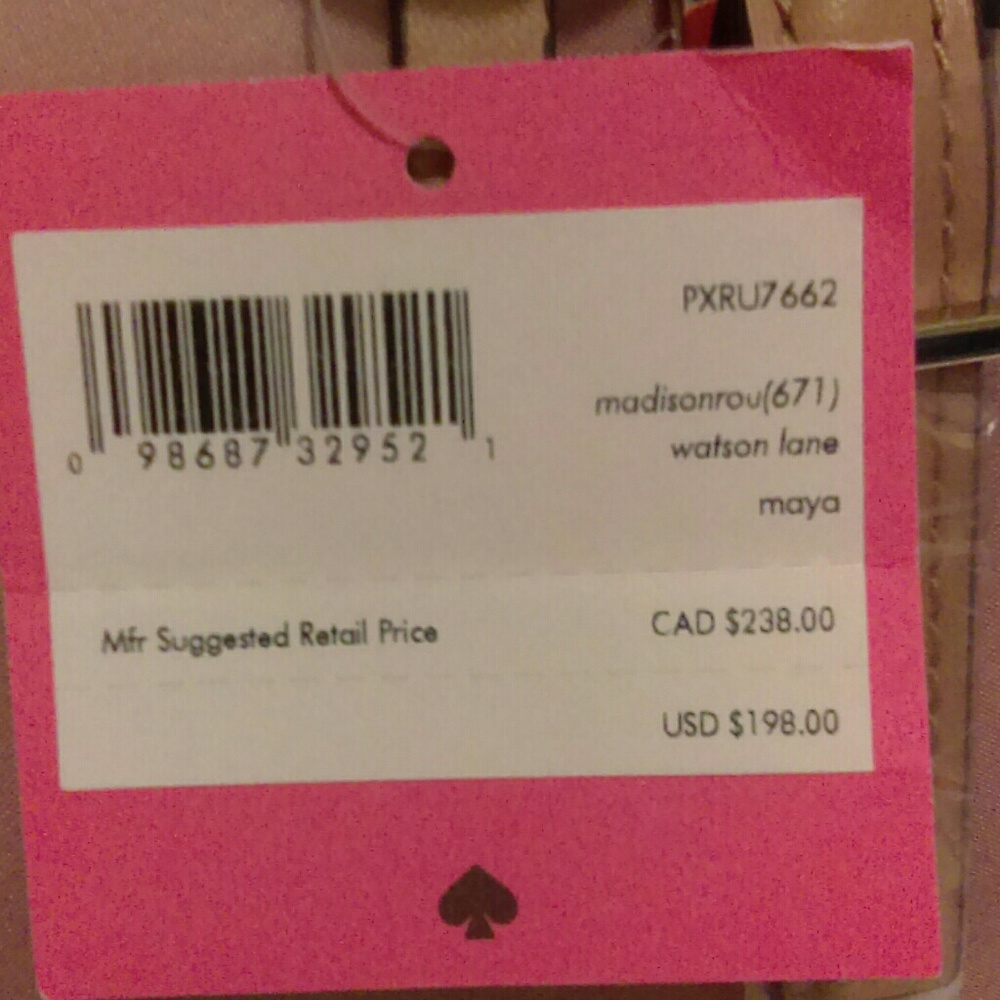 PXRU7662
0 98687 32952 1
madisonrou(671)
watson lane
maya
Mfr Suggested Retail Price
CAD $238.00
USD $198.00